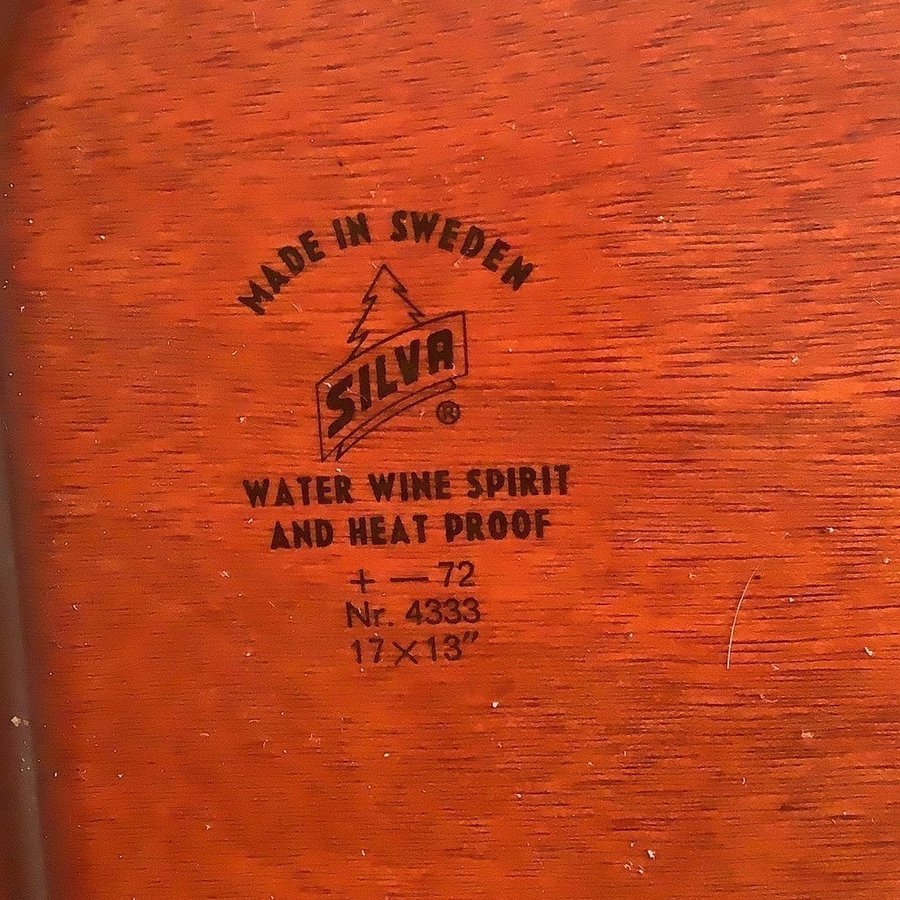 MADE IN SWEDEN
SILVA
®
WATER WINE SPIRIT
AND HEAT PROOF
+ — 72
Nr. 4333
17×13″